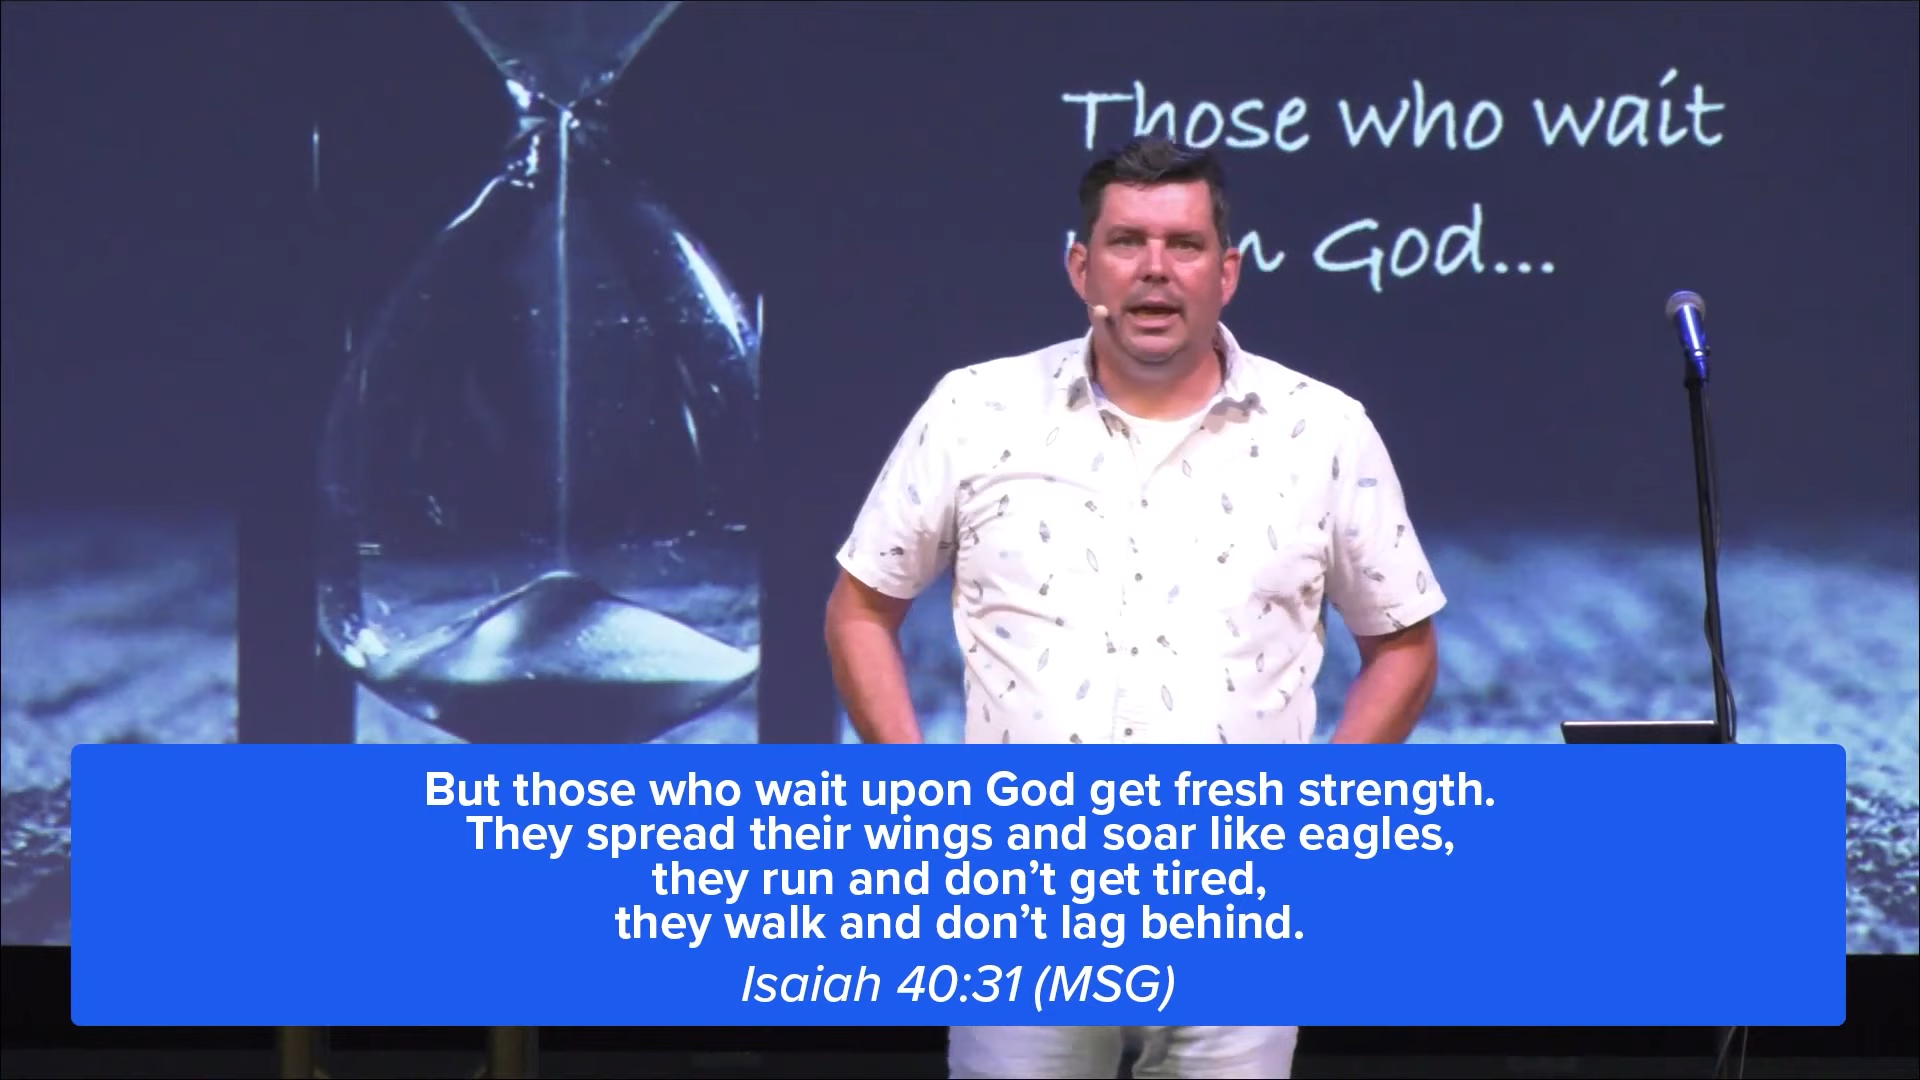 Those who wait
God...
But those who wait upon God get fresh strength.
They spread their wings and soar like eagles,
they run and don’t get tired,
they walk and don’t lag behind.
Isaiah 40:31 (MSG)